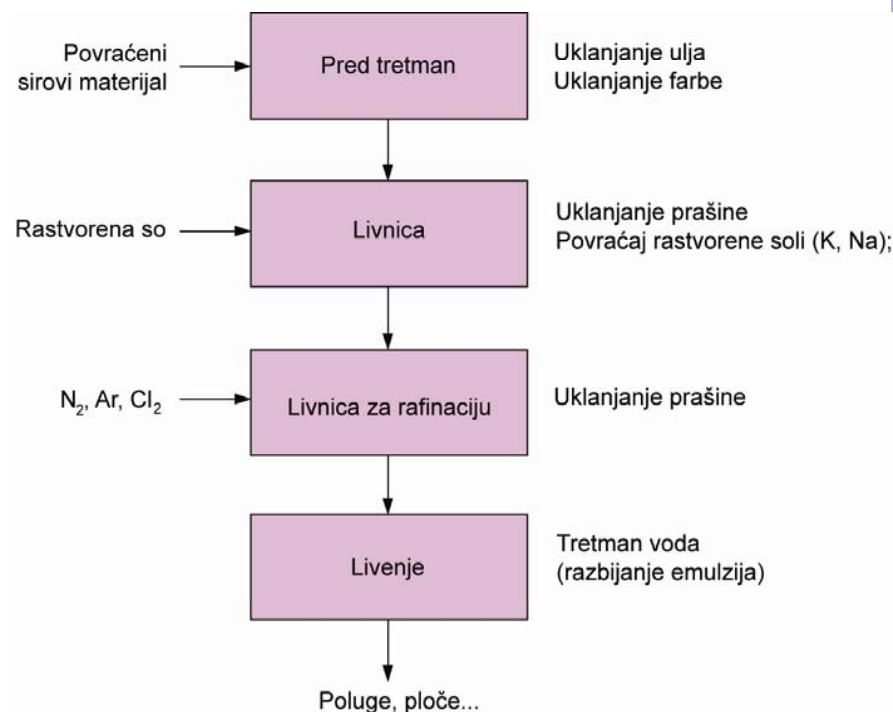 Povraćeni
sirovi materijal
Pred tretman
Uklanjanje ulja
Uklanjanje farbe
Rastvorena so
Livnica
Uklanjanje prašine
Povraćaj rastvorene soli (K, Na);
N₂, Ar, Cl₂
Livnica za rafinaciju
Uklanjanje prašine
Livenje
Tretman voda
(razbijanje emulzija)
Poluge, ploče...